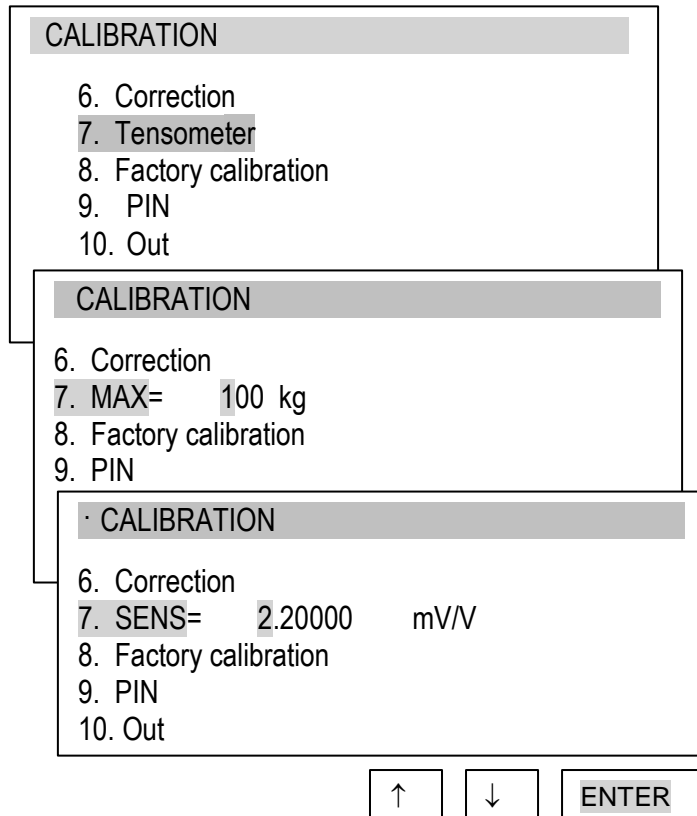 CALIBRATION
6. Correction
7. Tensometer
8. Factory calibration
9. PIN
10. Out
CALIBRATION
6. Correction
7. MAX= 100 kg
8. Factory calibration
9. PIN
· CALIBRATION
6. Correction
7. SENS= 2.20000 mV/V
8. Factory calibration
9. PIN
10. Out
↑ ↓ ENTER